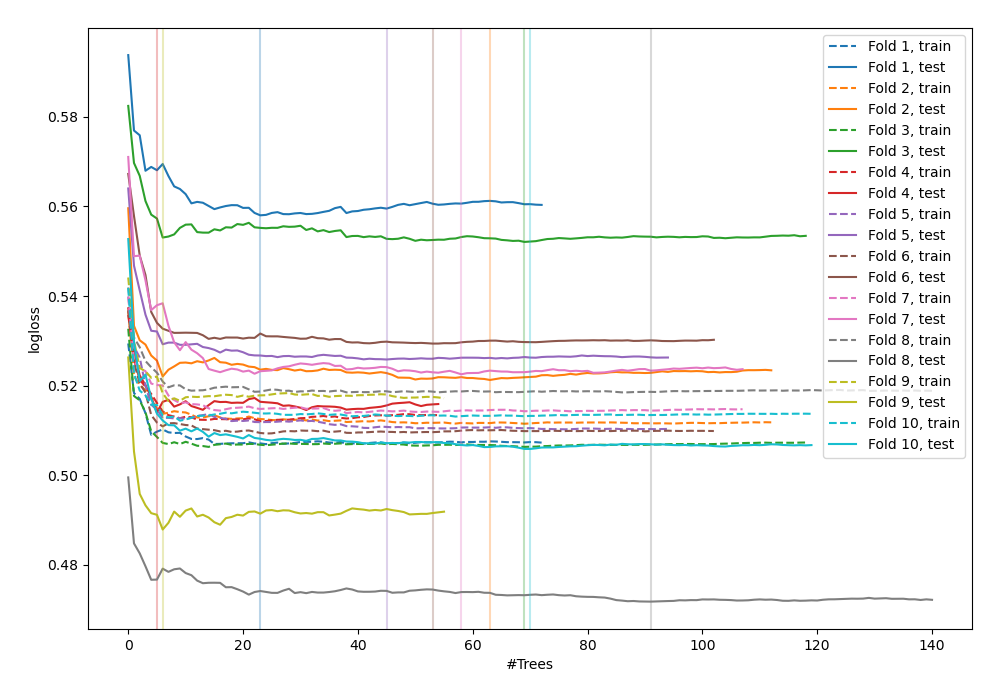 0.58
0.56
0.54
0.52
0.50
0.48
logloss
0
20
40
60
80
100
120
140
#Trees
Fold 1, train
Fold 1, test
Fold 2, train
Fold 2, test
Fold 3, train
Fold 3, test
Fold 4, train
Fold 4, test
Fold 5, train
Fold 5, test
Fold 6, train
Fold 6, test
Fold 7, train
Fold 7, test
Fold 8, train
Fold 8, test
Fold 9, train
Fold 9, test
Fold 10, train
Fold 10, test